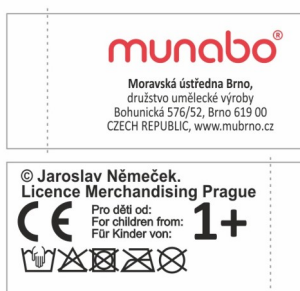 munabo®
Moravská ústředna Brno,
družstvo umělecké výroby
Bohunická 576/52, Brno 619 00
CZECH REPUBLIC, www.mubrno.cz
© Jaroslav Němeček.
Licence Merchandising Prague
CE
Pro děti od:
For children from:
Für Kinder von:
1+